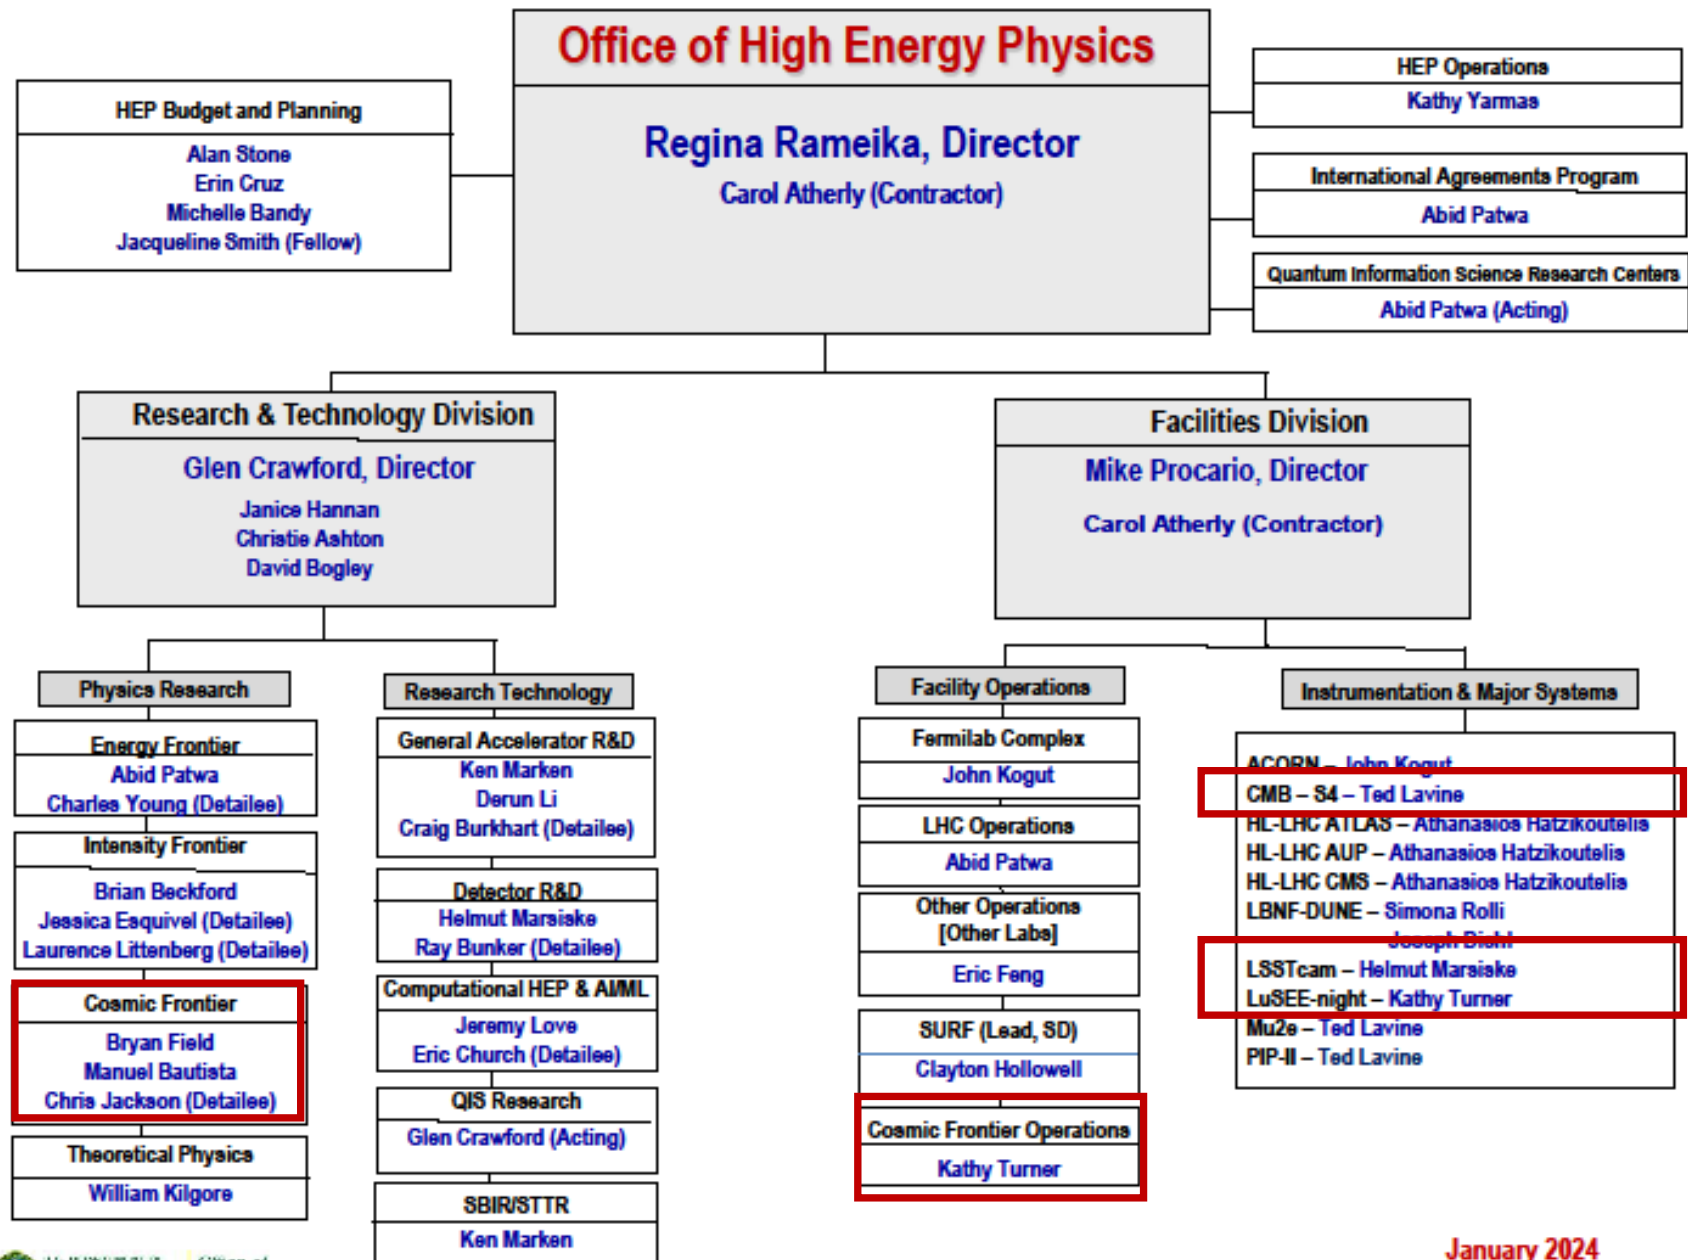 Office of High Energy Physics
Regina Rameika, Director
Carol Atherly (Contractor)
HEP Budget and Planning
Alan Stone
Erin Cruz
Michelle Bandy
Jacqueline Smith (Fellow)
HEP Operations
Kathy Yarmas
International Agreements Program
Abid Patwa
Quantum Information Science Research Centers
Abid Patwa (Acting)
Research & Technology Division
Glen Crawford, Director
Janice Hannan
Christie Ashton
David Bogley
Facilities Division
Mike Procario, Director
Carol Atherly (Contractor)
Physics Research
Energy Frontier
Abid Patwa
Charles Young (Detailee)
Intensity Frontier
Brian Beckford
Jessica Esquivel (Detailee)
Laurence Littenberg (Detailee)
Cosmic Frontier
Bryan Field
Manuel Bautista
Chris Jackson (Detailee)
Theoretical Physics
William Kilgore
Research Technology
General Accelerator R&D
Ken Marken
Derun Li
Craig Burkhart (Detailee)
Detector R&D
Helmut Marsiske
Ray Bunker (Detailee)
Computational HEP & AI/ML
Jeremy Love
Eric Church (Detailee)
QIS Research
Glen Crawford (Acting)
SBIR/STTR
Ken Marken
Facility Operations
Fermilab Complex
John Kogut
LHC Operations
Abid Patwa
Other Operations
[Other Labs]
Eric Feng
SURF (Lead, SD)
Clayton Hollowell
Cosmic Frontier Operations
Kathy Turner
Instrumentation & Major Systems
ACORN – John Kogut
CMB – S4 – Ted Lavine
HL-LHC ATLAS – Athanasios Hatzikoutelis
HL-LHC AUP – Athanasios Hatzikoutelis
HL-LHC CMS – Athanasios Hatzikoutelis
LBNF-DUNE – Simona Rolli
Joseph Diehl
LSSTcam – Helmut Marsiske
LuSEE-night – Kathy Turner
Mu2e – Ted Lavine
PIP-II – Ted Lavine
January 2024